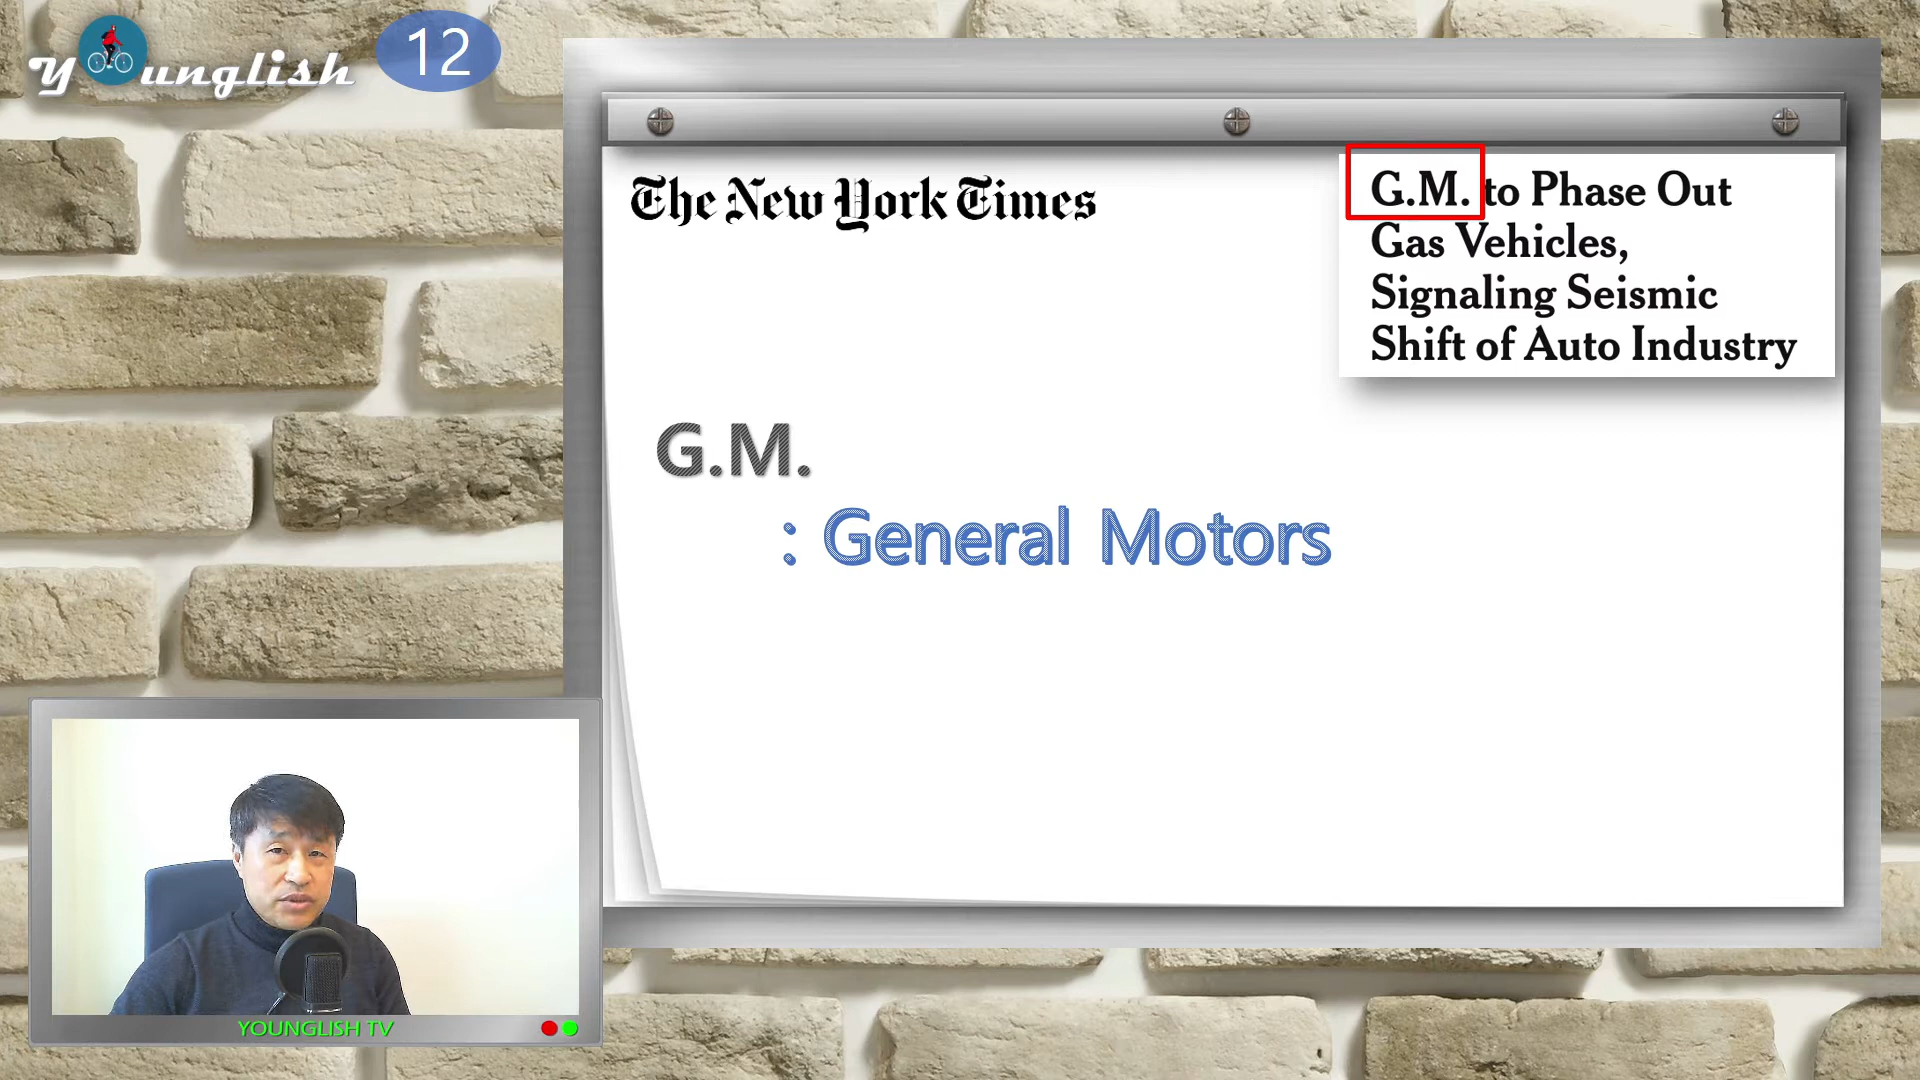 Younglish
12
The New York Times
G.M. to Phase Out
Gas Vehicles,
Signaling Seismic
Shift of Auto Industry
G.M.
: General Motors
YOUNGLISH TV